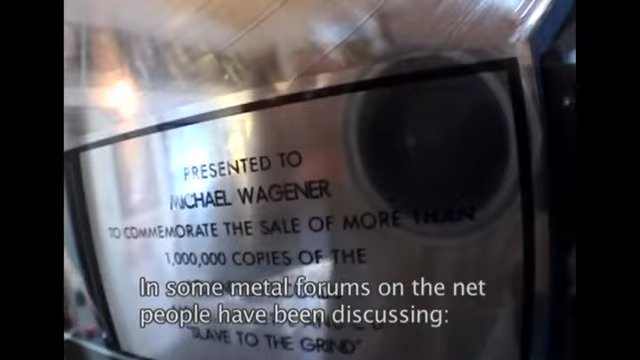 PRESENTED TO
MICHAEL WAGENER
TO COMMEMORATE THE SALE OF MORE THAN
1,000,000 COPIES OF THE
In some metal forums on the net
people have been discussing:
"SLAVE TO THE GRIND"